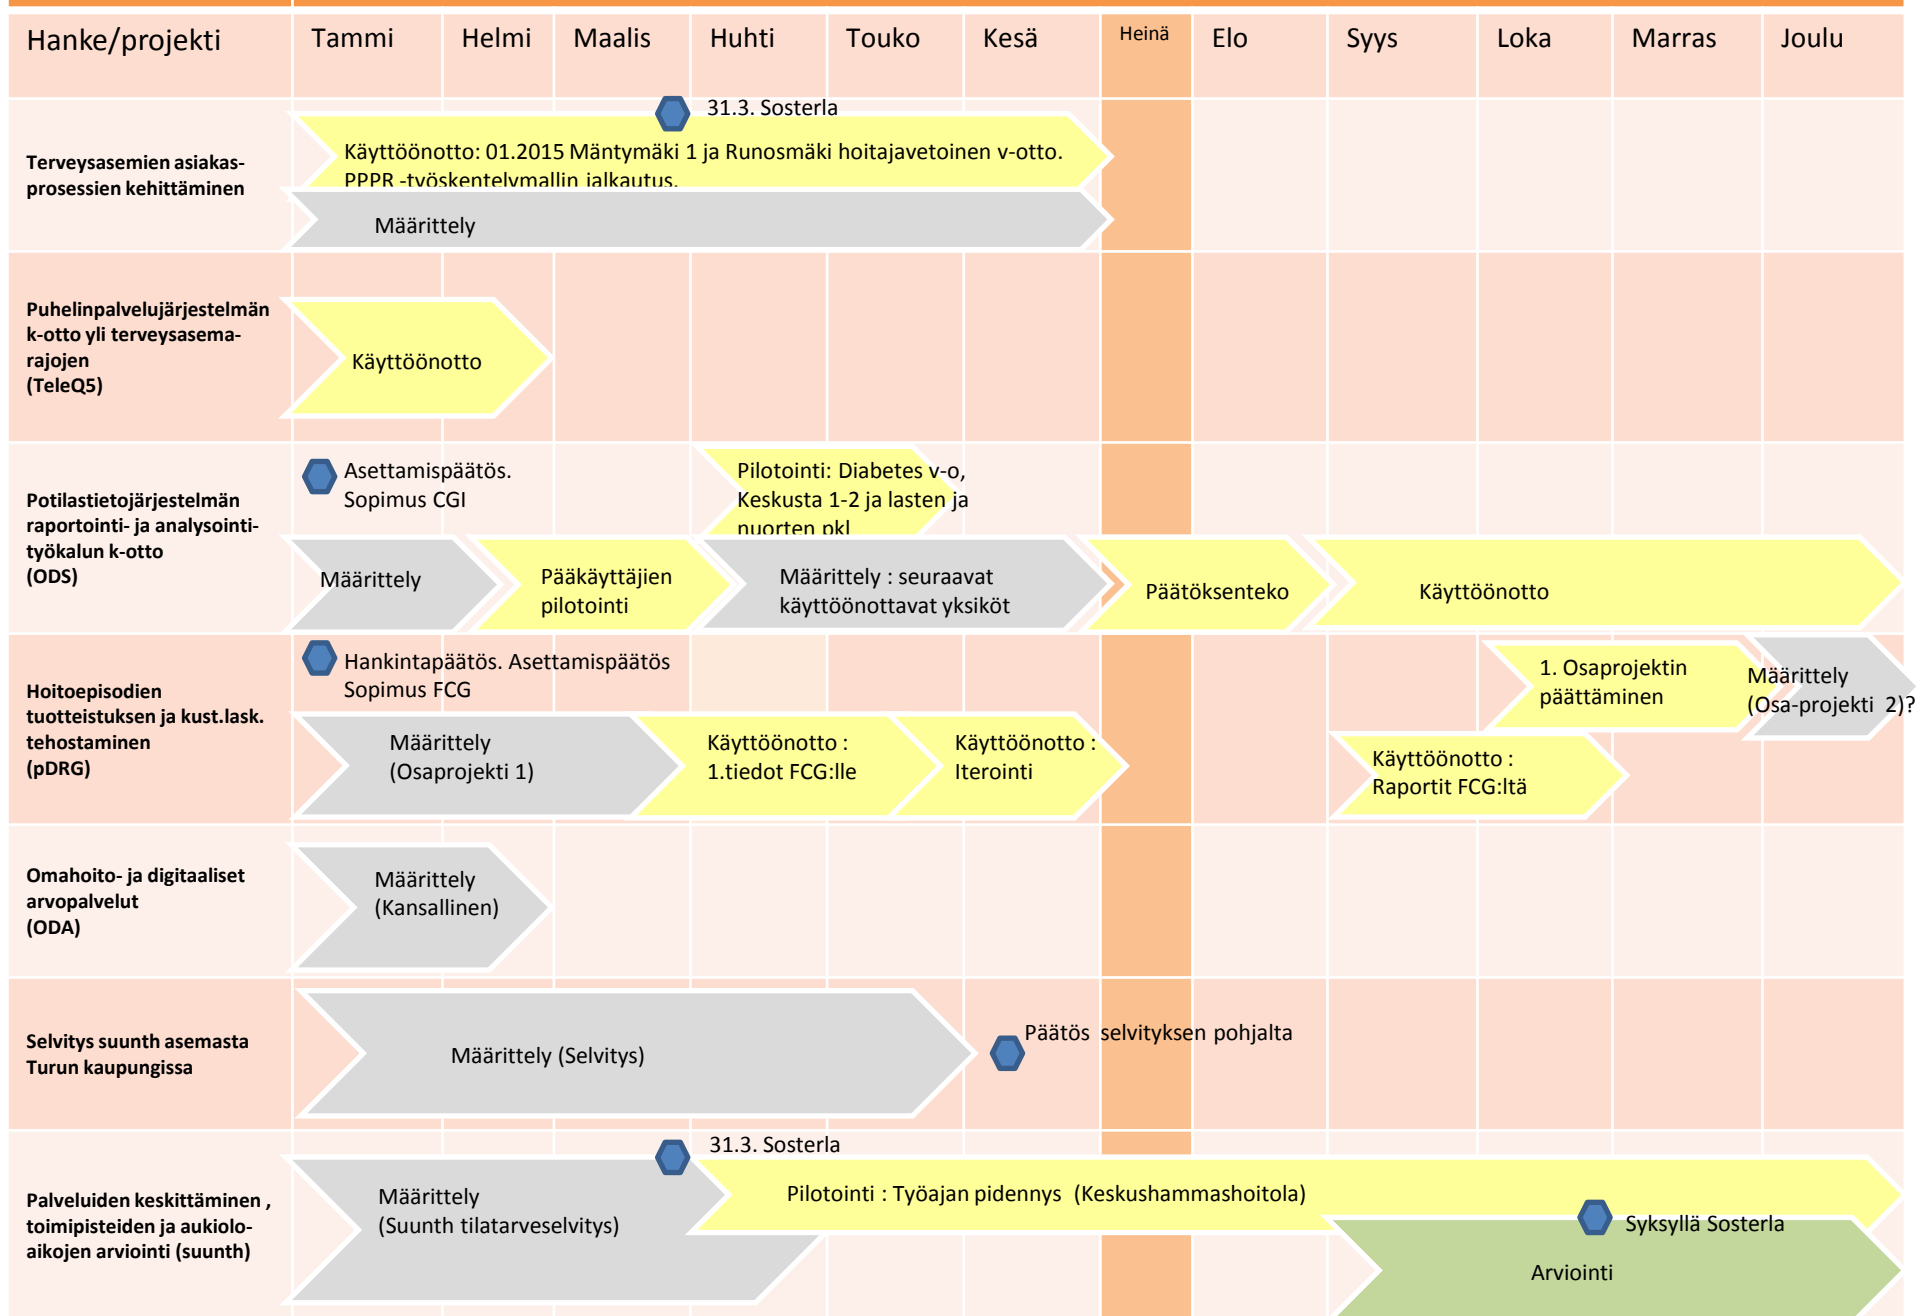 Hanke/projekti Tammi Helmi Maalis Huhti Touko Kesä Heinä Elo Syys Loka Marras Joulu
31.3. Sosterla
Terveysasemien asiakas-
prosessien kehittäminen
Käyttöönotto: 01.2015 Mäntymäki 1 ja Runosmäki hoitajavetoinen v-otto.
PPPR -työskentelymallin jalkautus.
Määrittely
Puhelinpalvelujärjestelmän
k-otto yli terveysasema-
rajojen
(TeleQ5)
Käyttöönotto
Potilastietojärjestelmän
raportointi- ja analysointi-
työkalun k-otto
(ODS)
Asettamispäätös.
Sopimus CGI
Pilotointi: Diabetes v-o,
Keskusta 1-2 ja lasten ja
nuorten pkl
Määrittely
Pääkäyttäjien
pilotointi
Määrittely : seuraavat
käyttöönottavat yksiköt
Päätöksenteko
Käyttöönotto
Hoitoepisodien
tuotteistuksen ja kust.lask.
tehostaminen
(pDRG)
Hankintapäätös. Asettamispäätös
Sopimus FCG
1. Osaprojektin
päättäminen
Määrittely
(Osa-projekti 2)?
Määrittely
(Osaprojekti 1)
Käyttöönotto :
1.tiedot FCG:lle
Käyttöönotto :
Iterointi
Käyttöönotto :
Raportit FCG:ltä
Omahoito- ja digitaaliset
arvopalvelut
(ODA)
Määrittely
(Kansallinen)
Selvitys suunth asemasta
Turun kaupungissa
Määrittely (Selvitys)
Päätös selvityksen pohjalta
Palveluiden keskittäminen ,
toimipisteiden ja aukiolo-
aikojen arviointi (suunth)
31.3. Sosterla
Määrittely
(Suunth tilatarveselvitys)
Pilotointi : Työajan pidennys (Keskushammashoitola)
Syksyllä Sosterla
Arviointi